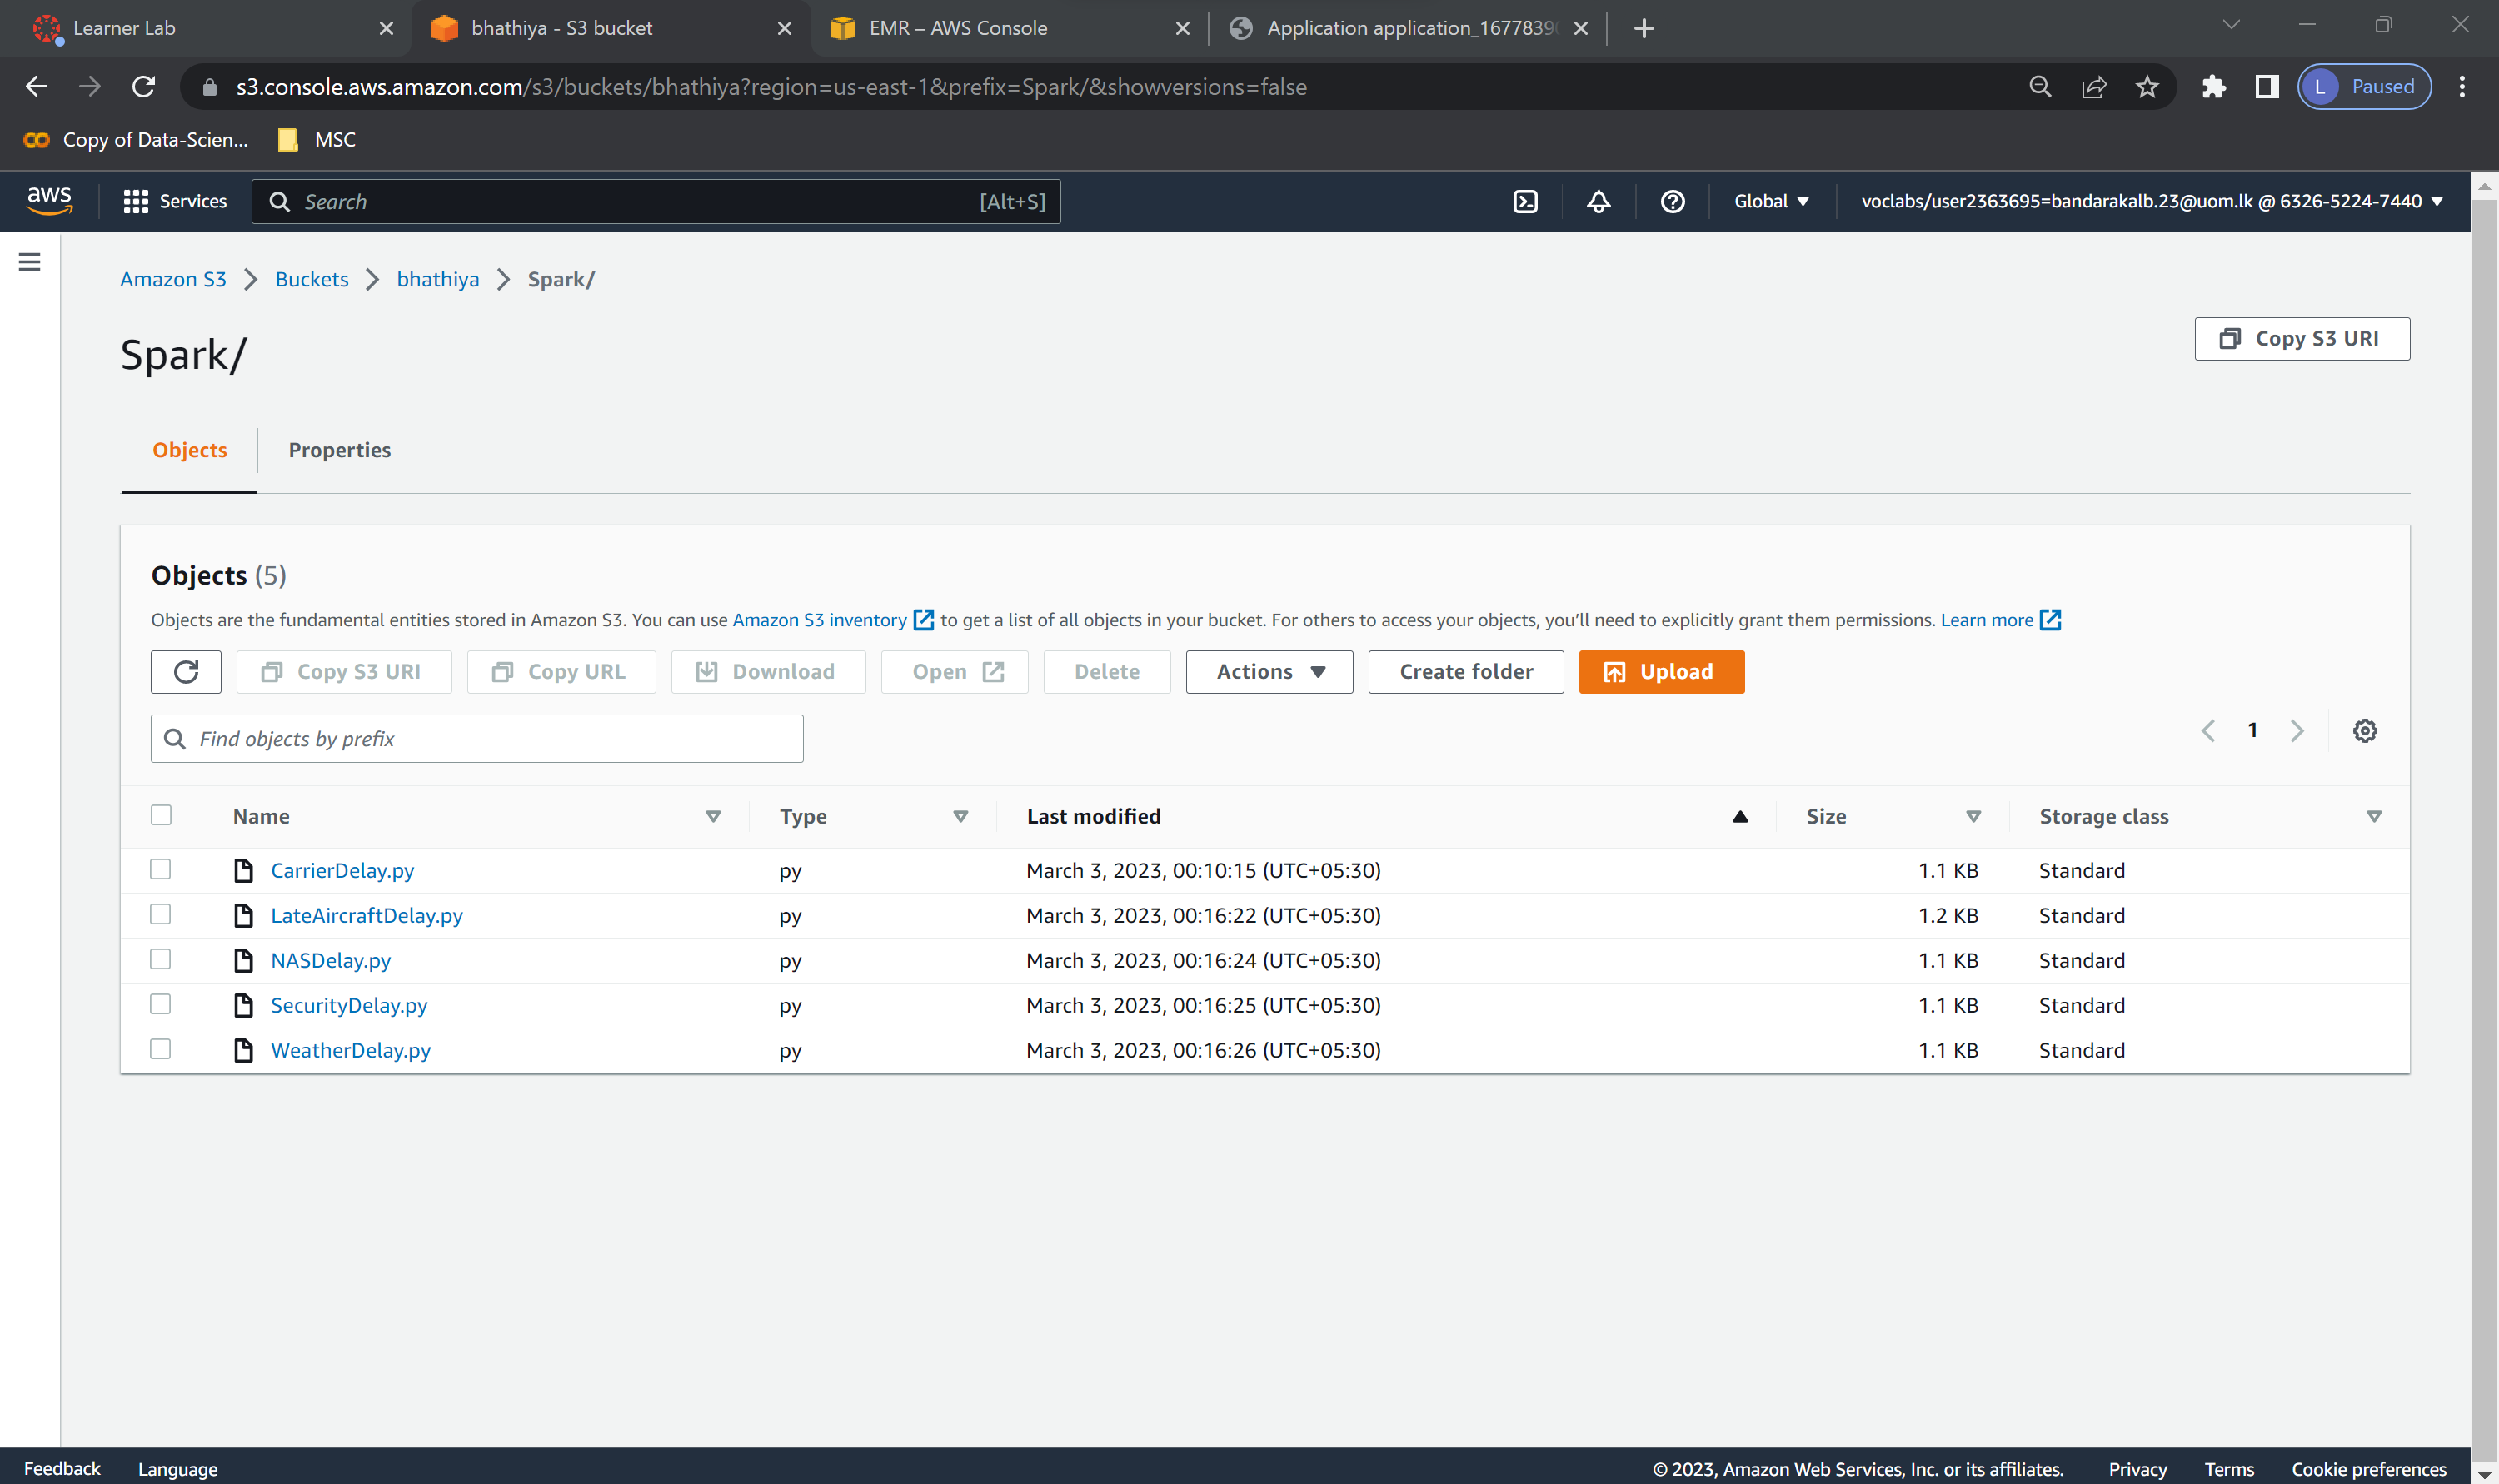 Learner Lab
bhathiya - S3 bucket
EMR – AWS Console
Application application_1677839
s3.console.aws.amazon.com/s3/buckets/bhathiya?region=us-east-1&prefix=Spark/&showversions=false
L Paused
Copy of Data-Scien...
MSC
aws Services Search [Alt+S] Global voclabs/user2363695=bandarakalb.23@uom.lk @ 6326-5224-7440
Amazon S3 Buckets bhathiya Spark/
Spark/
Copy S3 URI
Objects Properties
Objects (5)
Objects are the fundamental entities stored in Amazon S3. You can use Amazon S3 inventory to get a list of all objects in your bucket. For others to access your objects, you’ll need to explicitly grant them permissions. Learn more
Copy S3 URI Copy URL Download Open Delete Actions Create folder Upload
Find objects by prefix
1
Name Type Last modified Size Storage class
CarrierDelay.py py March 3, 2023, 00:10:15 (UTC+05:30) 1.1 KB Standard
LateAircraftDelay.py py March 3, 2023, 00:16:22 (UTC+05:30) 1.2 KB Standard
NASDelay.py py March 3, 2023, 00:16:24 (UTC+05:30) 1.1 KB Standard
SecurityDelay.py py March 3, 2023, 00:16:25 (UTC+05:30) 1.1 KB Standard
WeatherDelay.py py March 3, 2023, 00:16:26 (UTC+05:30) 1.1 KB Standard
Feedback Language © 2023, Amazon Web Services, Inc. or its affiliates. Privacy Terms Cookie preferences